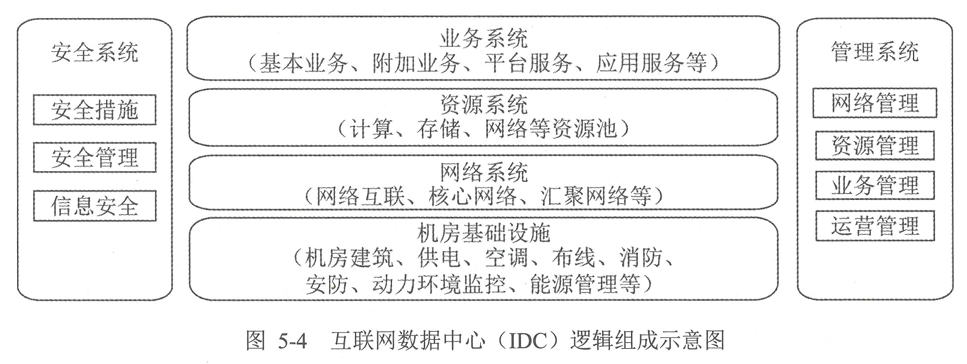 安全系统
安全措施
安全管理
信息安全
业务系统
（基本业务、附加业务、平台服务、应用服务等）
资源系统
（计算、存储、网络等资源池）
网络系统
（网络互联、核心网络、汇聚网络等）
机房基础设施
（机房建筑、供电、空调、布线、消防、
安防、动力环境监控、能源管理等）
管理系统
网络管理
资源管理
业务管理
运营管理
图 5-4 互联网数据中心（IDC）逻辑组成示意图